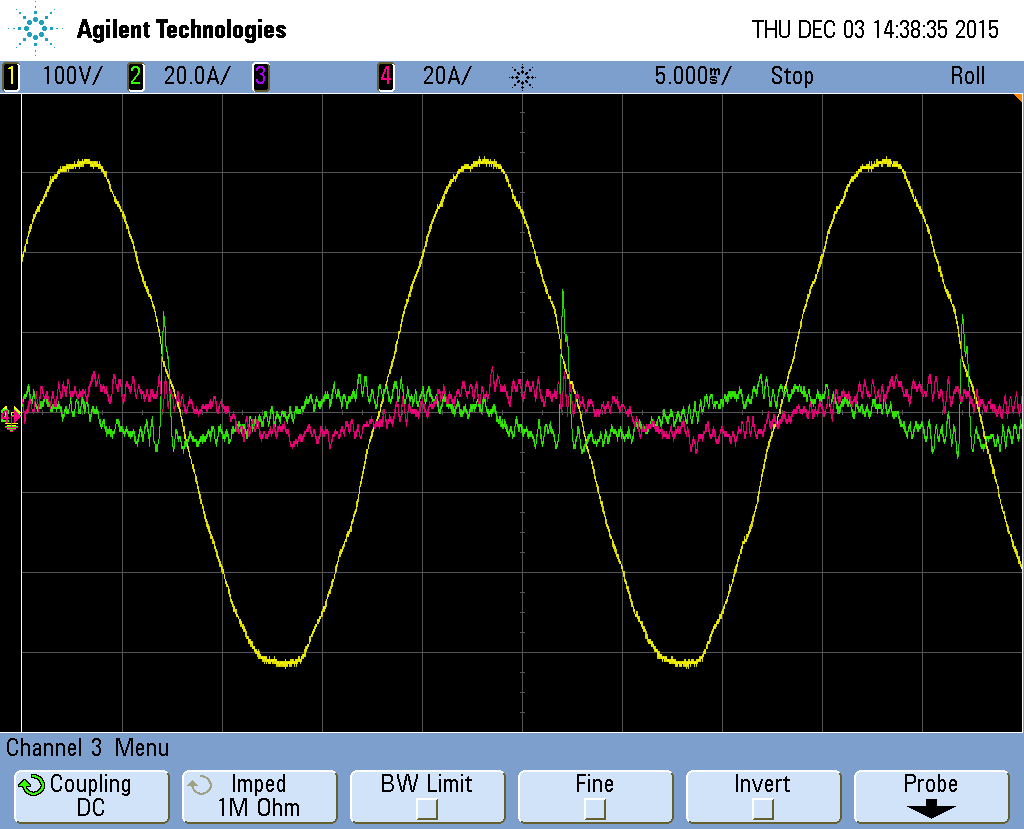 Agilent Technologies THU DEC 03 14:38:35 2015
1 100V/ 2 20.0A/ 3 4 20A/ 5.000ms/ Stop Roll
Channel 3 Menu
Coupling Imped BW Limit Fine Invert Probe
DC 1M Ohm